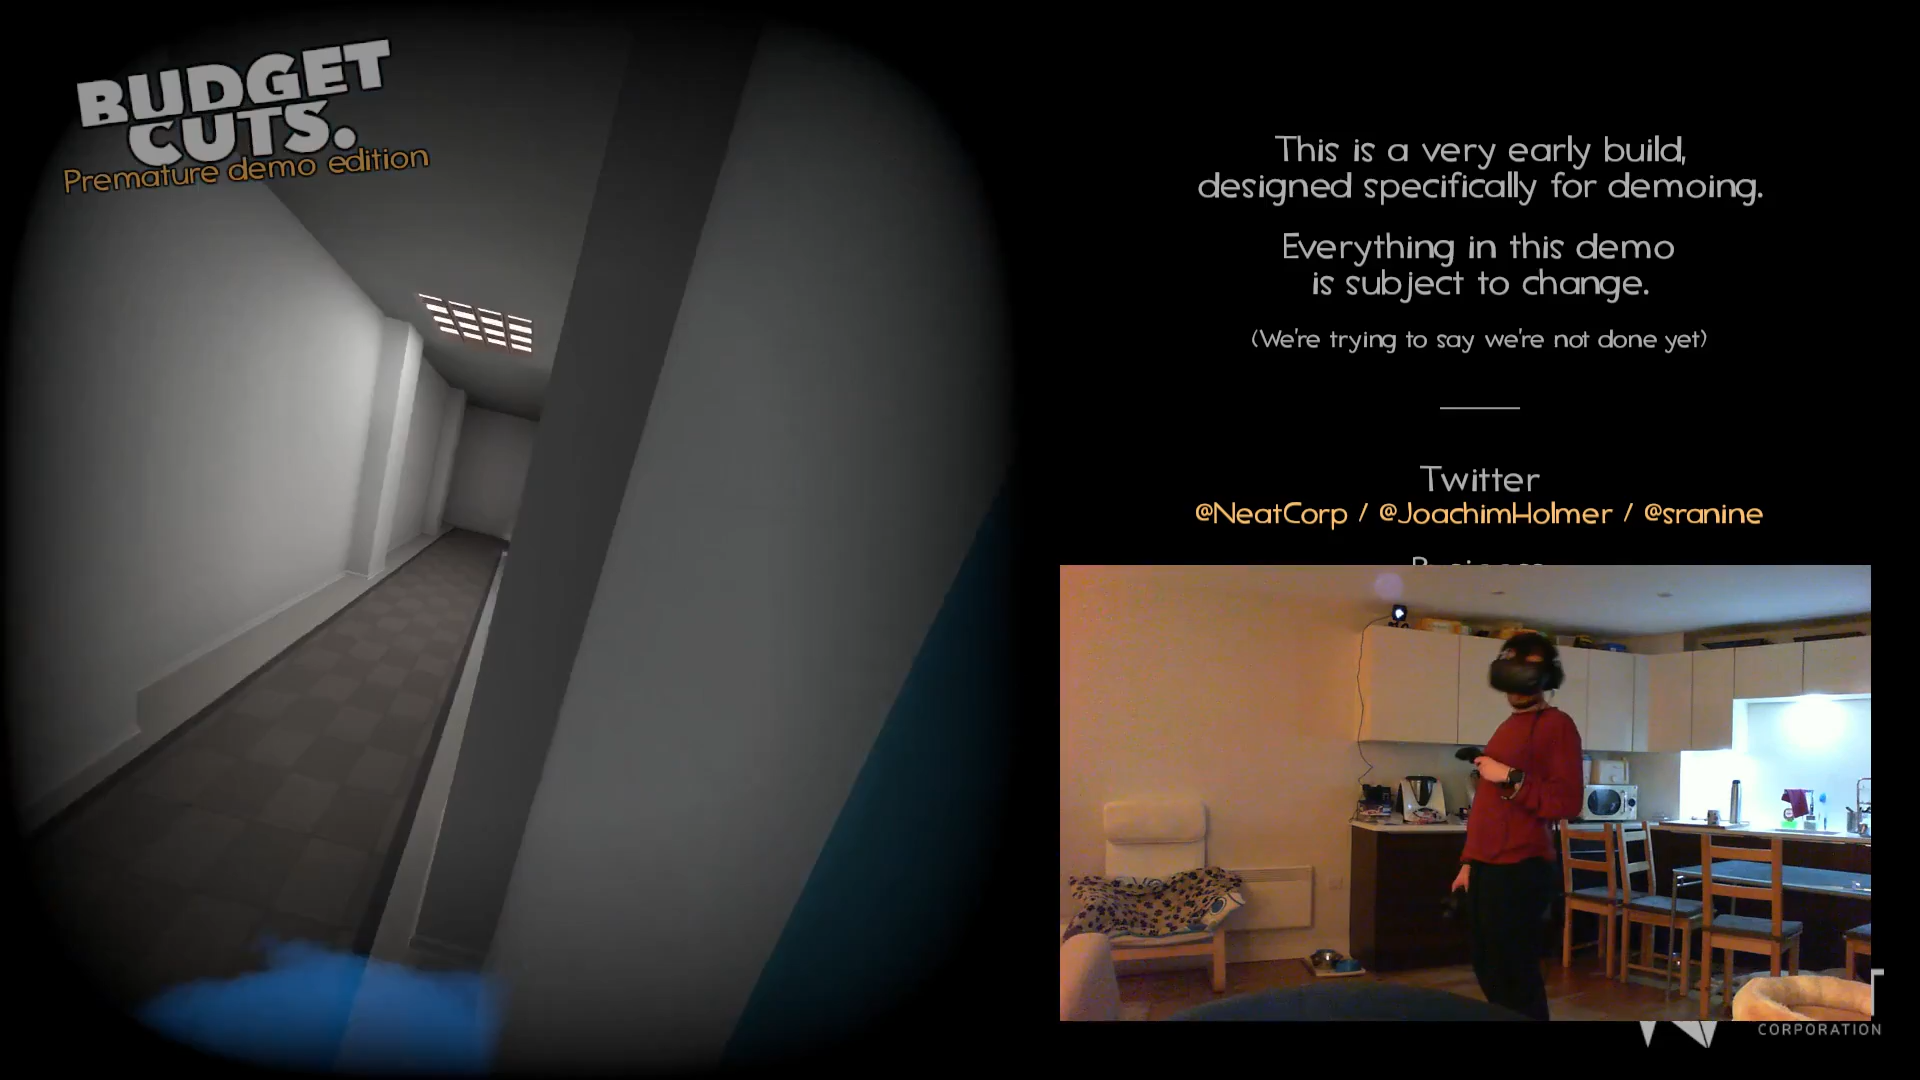 BUDGET
CUTS.
Premature demo edition
This is a very early build,
designed specifically for demoing.
Everything in this demo
is subject to change.
(We're trying to say we're not done yet)
Twitter
@NeatCorp / @JoachimHolmer / @sranine
CORPORATION